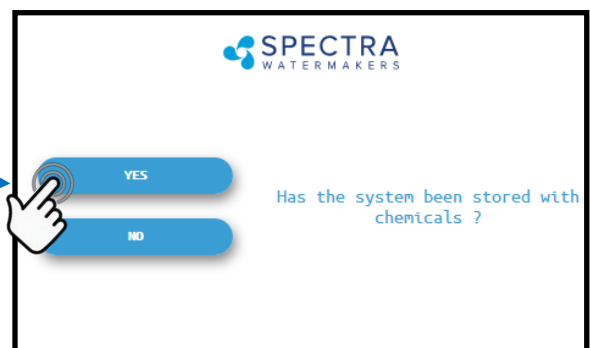 SPECTRA
WATERMAKERS
YES
Has the system been stored with
chemicals ?
NO